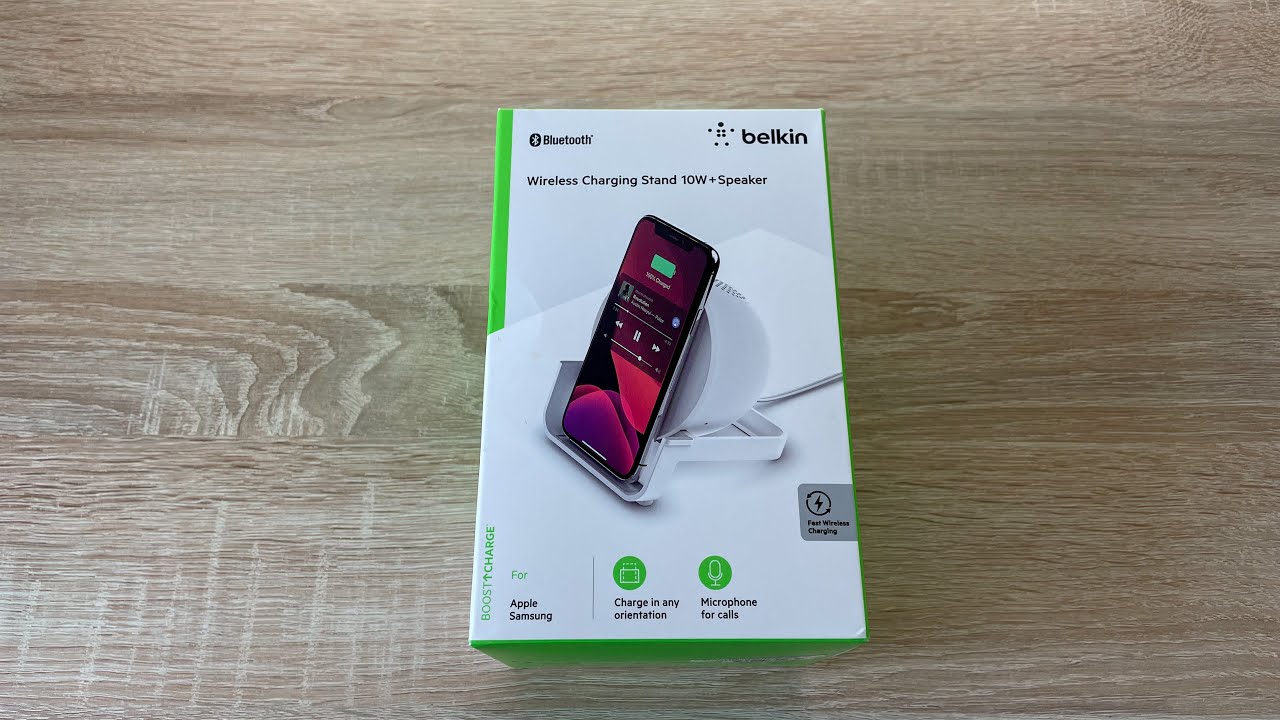 Bluetooth®
belkin
Wireless Charging Stand 10W+Speaker
100% Charged
Fast Wireless
Charging
BOOST↑CHARGE™
For
Apple
Samsung
Charge in any
orientation
Microphone
for calls